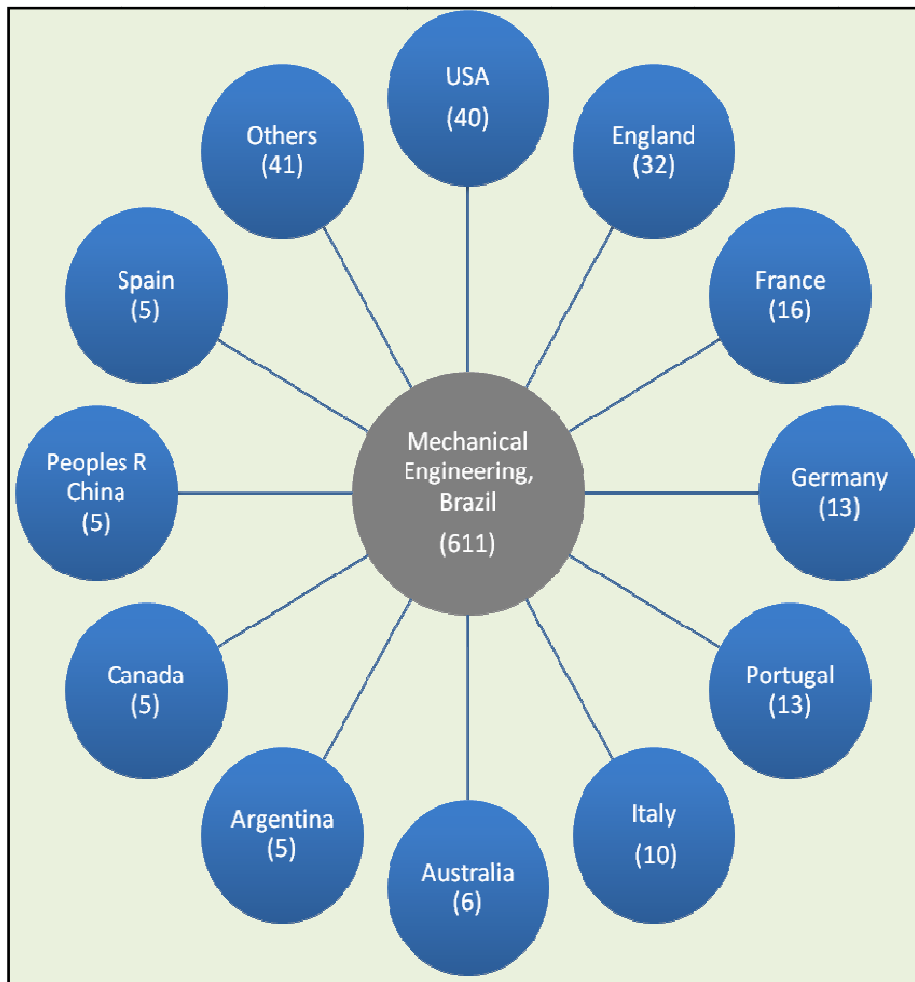 USA
(40)
England
(32)
France
(16)
Germany
(13)
Portugal
(13)
Italy
(10)
Australia
(6)
Argentina
(5)
Canada
(5)
Peoples R
China
(5)
Spain
(5)
Others
(41)
Mechanical
Engineering,
Brazil
(611)